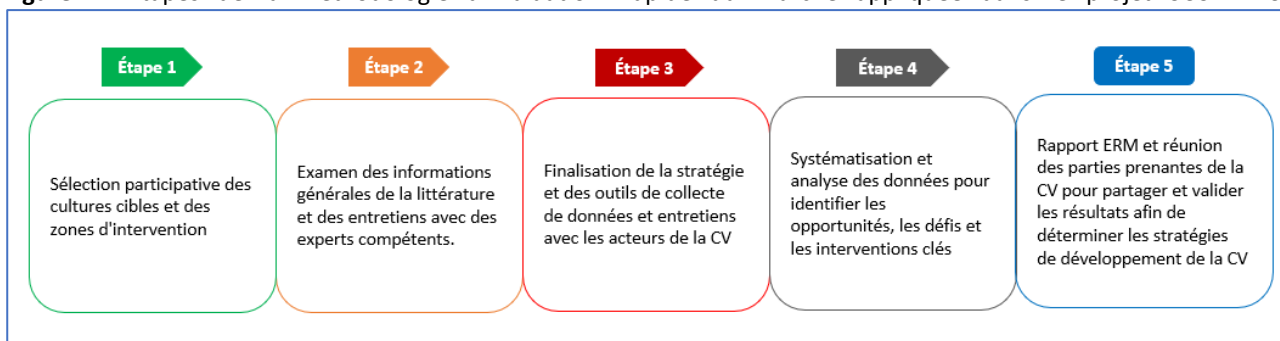 Étape 1
Étape 2
Étape 3
Étape 4
Étape 5
Sélection participative des
cultures cibles et des
zones d'intervention
Examen des informations
générales de la littérature
et des entretiens avec des
experts compétents.
Finalisation de la stratégie
et des outils de collecte
de données et entretiens
avec les acteurs de la CV
Systématisation et
analyse des données pour
identifier les
opportunités, les défis et
les interventions clés
Rapport ERM et réunion
des parties prenantes de la
CV pour partager et valider
les résultats afin de
déterminer les stratégies
de développement de la CV